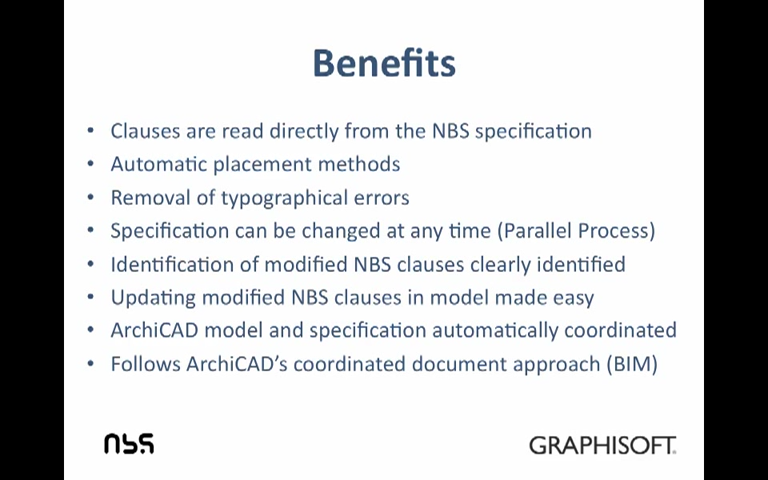 Benefits
• Clauses are read directly from the NBS specification
• Automatic placement methods
• Removal of typographical errors
• Specification can be changed at any time (Parallel Process)
• Identification of modified NBS clauses clearly identified
• Updating modified NBS clauses in model made easy
• ArchiCAD model and specification automatically coordinated
• Follows ArchiCAD's coordinated document approach (BIM)
nbs
GRAPHISOFT.